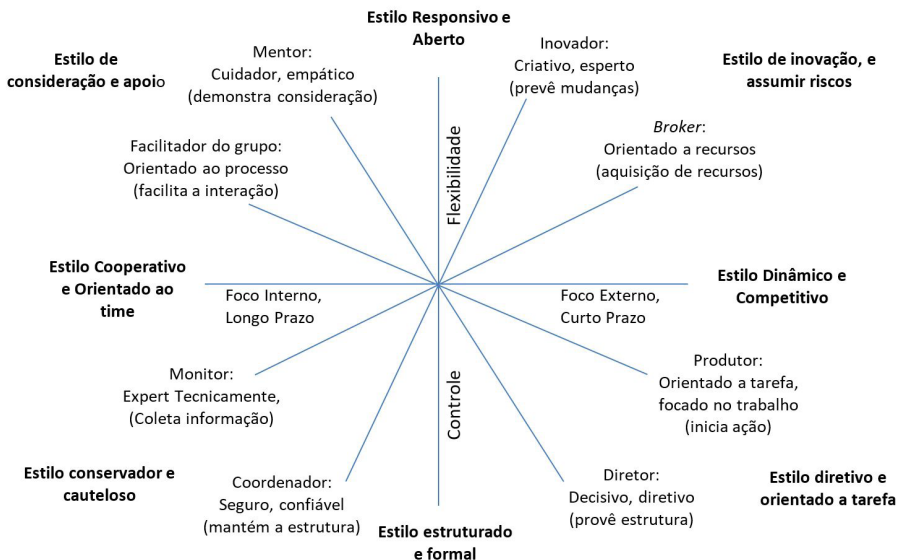 Estilo Responsivo e
Aberto
Estilo de
consideração e apoio
Mentor:
Cuidador, empático
(demonstra consideração)
Inovador:
Criativo, esperto
(prevê mudanças)
Estilo de inovação, e
assumir riscos
Facilitador do grupo:
Orientado ao processo
(facilita a interação)
Flexibilidade
Broker:
Orientado a recursos
(aquisição de recursos)
Estilo Cooperativo
e Orientado ao
time
Foco Interno,
Longo Prazo
Foco Externo,
Curto Prazo
Estilo Dinâmico e
Competitivo
Monitor:
Expert Tecnicamente,
(Coleta informação)
Controle
Produtor:
Orientado a tarefa,
focado no trabalho
(inicia ação)
Estilo conservador e
cauteloso
Coordenador:
Seguro, confiável
(mantém a estrutura)
Estilo estruturado
e formal
Diretor:
Decisivo, diretivo
(provê estrutura)
Estilo diretivo e
orientado a tarefa